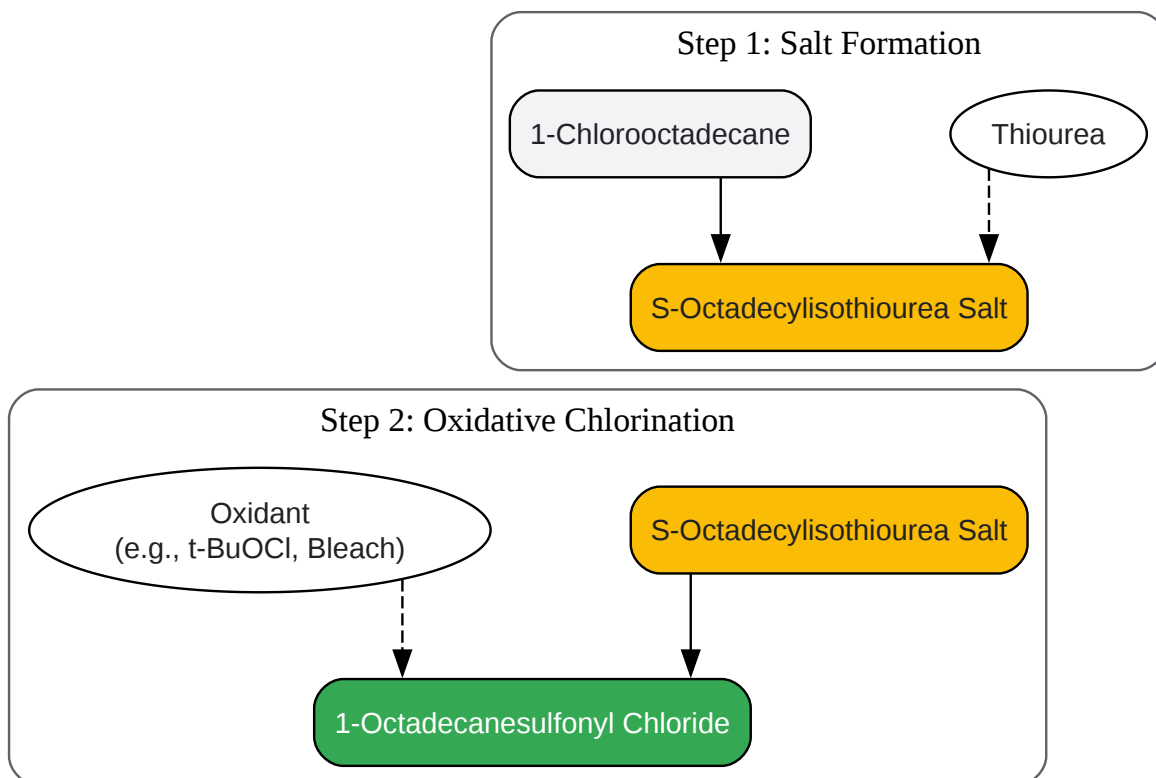 Step 1: Salt Formation
1-Chlorooctadecane
Thiourea
S-Octadecylisothiourea Salt
Step 2: Oxidative Chlorination
Oxidant
(e.g., t-BuOCl, Bleach)
S-Octadecylisothiourea Salt
1-Octadecanesulfonyl Chloride